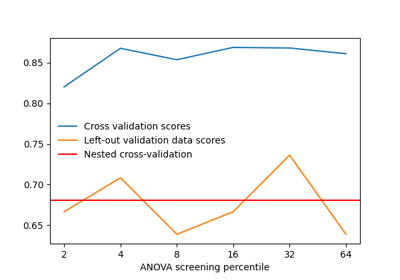 0.85
0.80
0.75
0.70
0.65
Cross validation scores
Left-out validation data scores
Nested cross-validation
2 4 8 16 32 64
ANOVA screening percentile